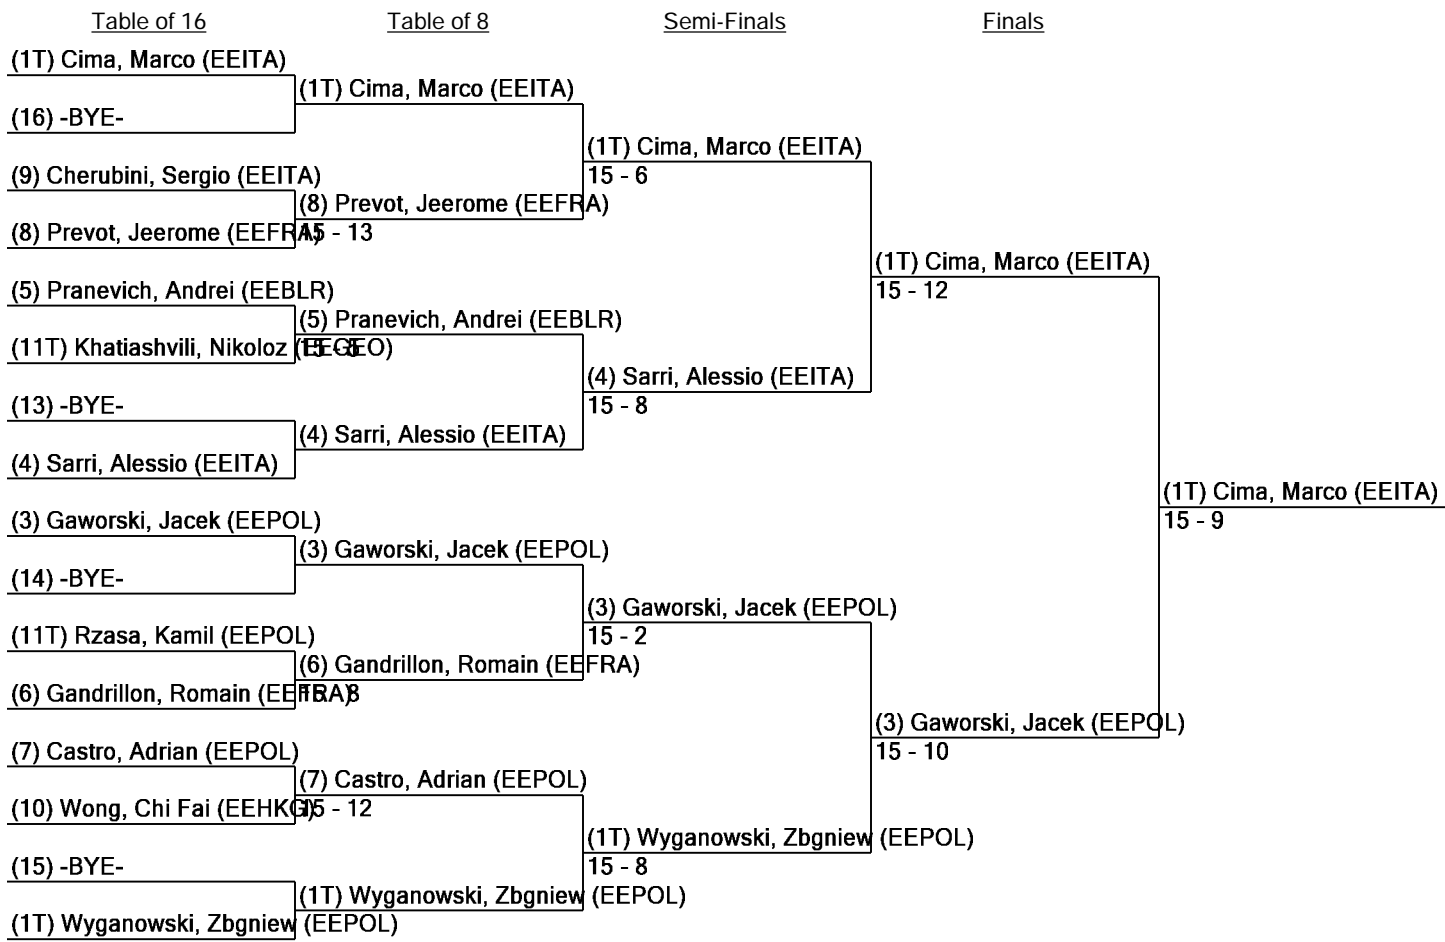 Table of 16
Table of 8
Semi-Finals
Finals
(1T) Cima, Marco (EEITA)
(1T) Cima, Marco (EEITA)
(16) -BYE-
(1T) Cima, Marco (EEITA)
15 - 6
(9) Cherubini, Sergio (EEITA)
(8) Prevot, Jeerome (EEFRA)
(8) Prevot, Jeerome (EEFRA)
15 - 13
(1T) Cima, Marco (EEITA)
15 - 12
(5) Pranevich, Andrei (EEBLR)
(5) Pranevich, Andrei (EEBLR)
(11T) Khatiashvili, Nikoloz (EEGEO)
(4) Sarri, Alessio (EEITA)
15 - 8
(13) -BYE-
(4) Sarri, Alessio (EEITA)
(4) Sarri, Alessio (EEITA)
(1T) Cima, Marco (EEITA)
15 - 9
(3) Gaworski, Jacek (EEPOL)
(3) Gaworski, Jacek (EEPOL)
(14) -BYE-
(3) Gaworski, Jacek (EEPOL)
15 - 2
(11T) Rzasa, Kamil (EEPOL)
(6) Gandrillon, Romain (EEFRA)
(6) Gandrillon, Romain (EEFRA)
15 - 8
(3) Gaworski, Jacek (EEPOL)
15 - 10
(7) Castro, Adrian (EEPOL)
(7) Castro, Adrian (EEPOL)
(10) Wong, Chi Fai (EEHKG)
15 - 12
(1T) Wyganowski, Zbgniew (EEPOL)
15 - 8
(15) -BYE-
(1T) Wyganowski, Zbgniew (EEPOL)
(1T) Wyganowski, Zbgniew (EEPOL)